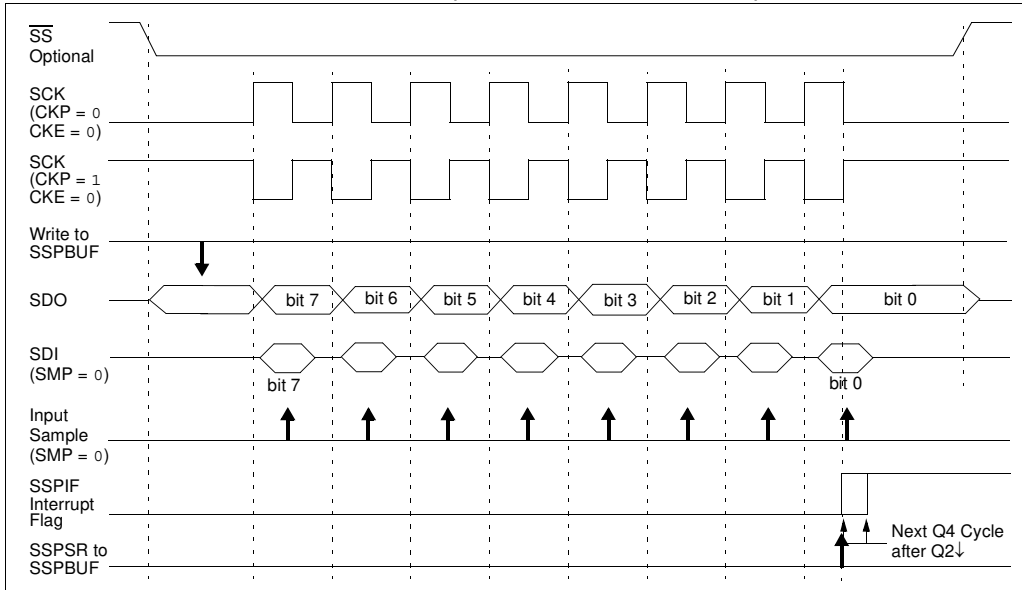 SS
Optional
SCK
(CKP = 0
CKE = 0)
SCK
(CKP = 1
CKE = 0)
Write to
SSPBUF
SDO
bit 7 bit 6 bit 5 bit 4 bit 3 bit 2 bit 1 bit 0
SDI
(SMP = 0)
bit 7 bit 0
Input
Sample
(SMP = 0)
SSPIF
Interrupt
Flag
Next Q4 Cycle
after Q2↓
SSPSR to
SSPBUF